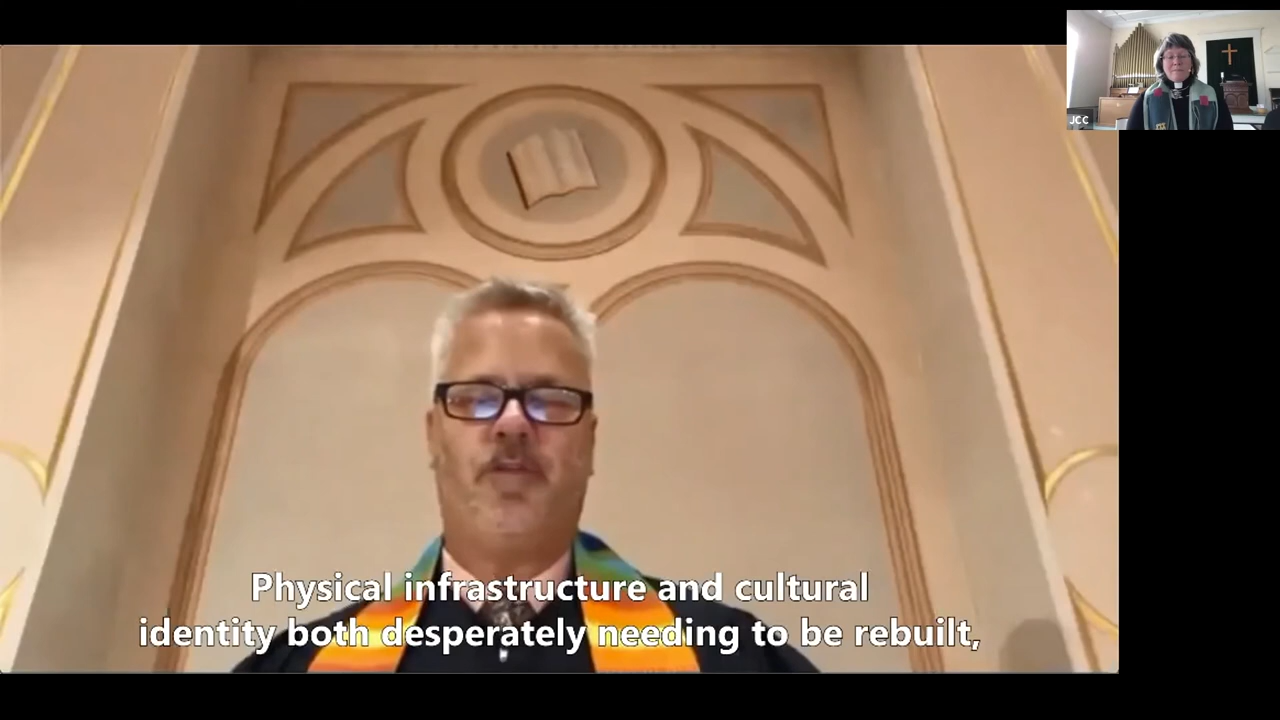 JCC
Physical infrastructure and cultural
identity both desperately needing to be rebuilt,